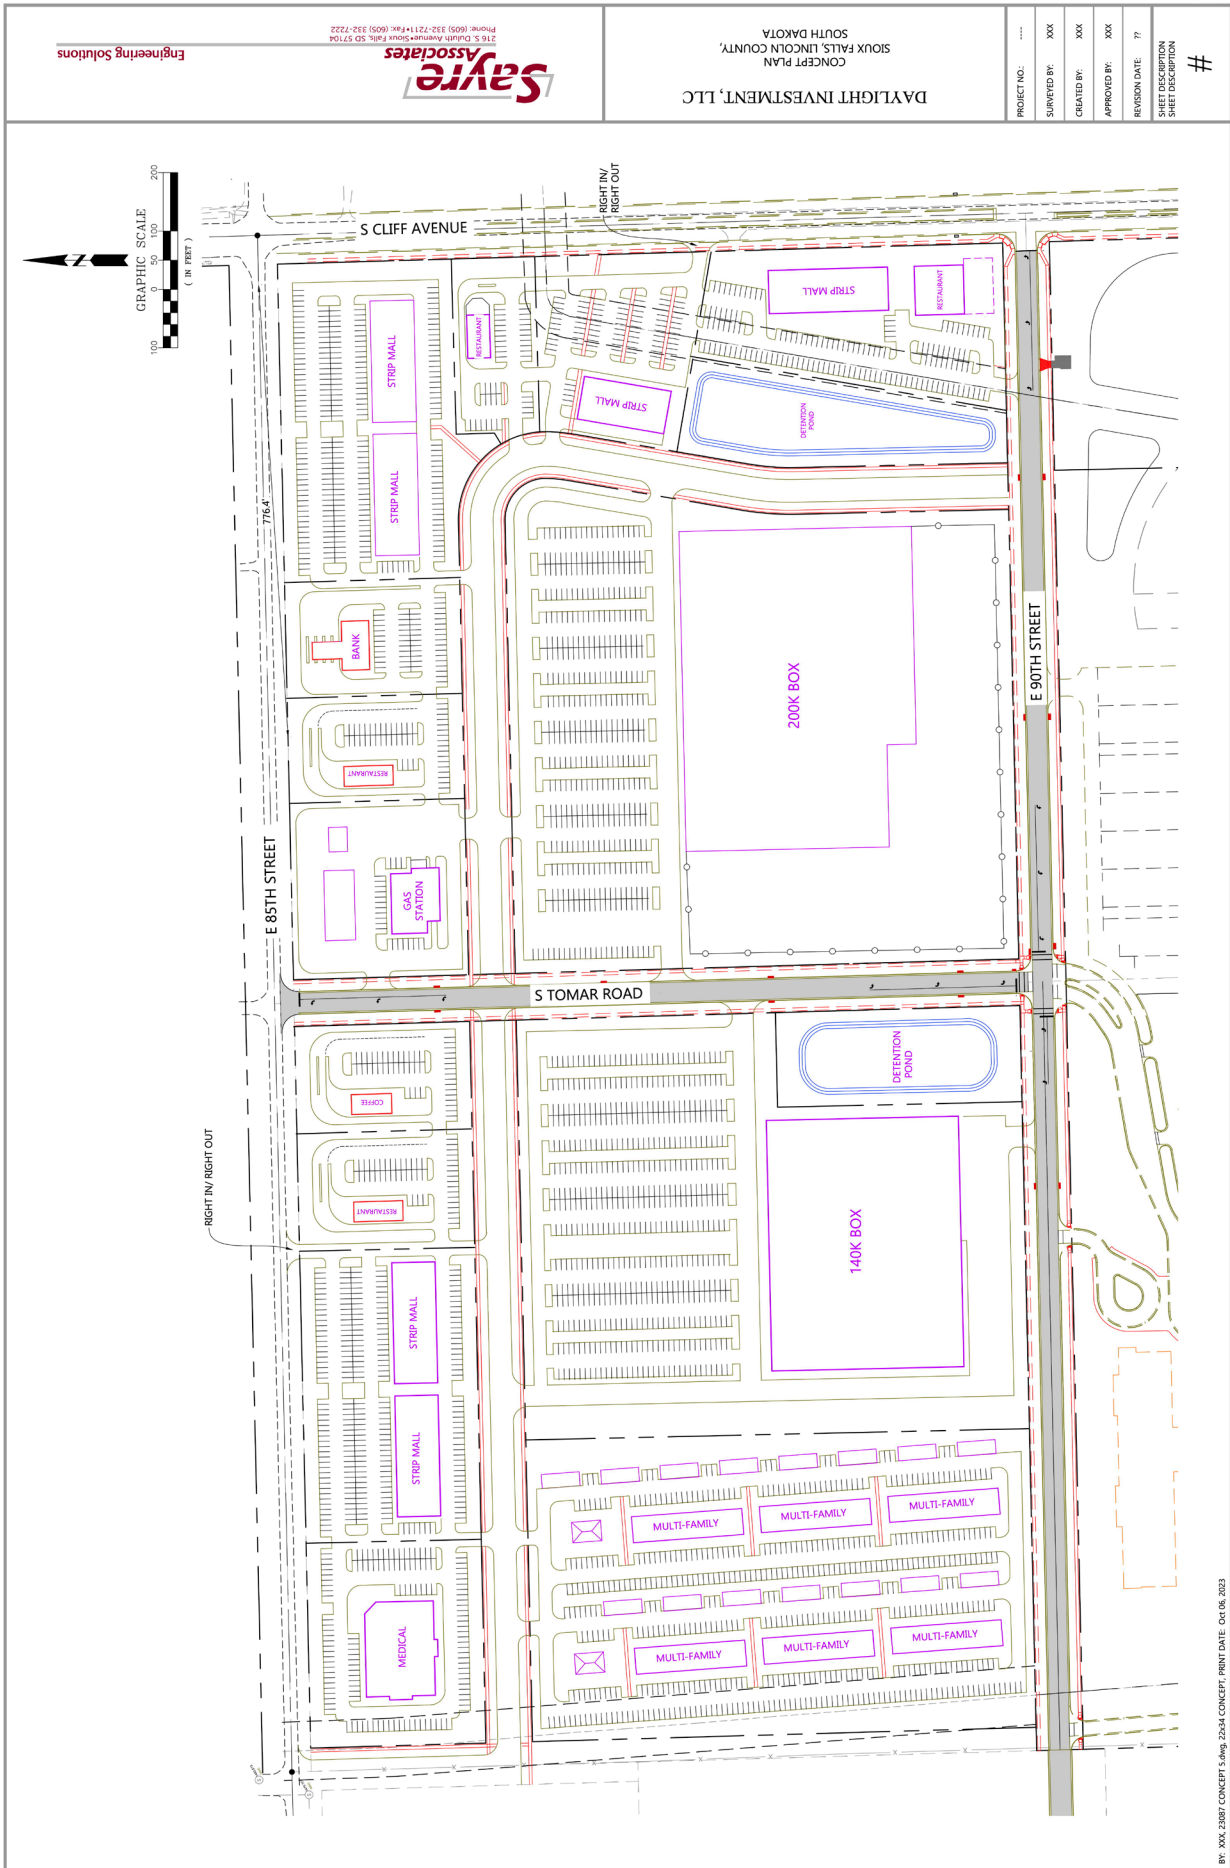 Engineering Solutions
Sayre
Associates
216 S. Duluth Avenue•Sioux Falls, SD 57104
Phone: (605) 332-7211•Fax: (605) 332-7222
DAYLIGHT INVESTMENT, LLC
CONCEPT PLAN
SIOUX FALLS, LINCOLN COUNTY,
SOUTH DAKOTA
PROJECT NO.: ----
SURVEYED BY: XXX
CREATED BY: XXX
APPROVED BY: XXX
REVISION DATE: ??
SHEET DESCRIPTION
SHEET DESCRIPTION
#
N
GRAPHIC SCALE
100 0 50 100 200
( IN FEET )
S CLIFF AVENUE
RIGHT IN/
RIGHT OUT
STRIP MALL
STRIP MALL
RESTAURANT
STRIP MALL
STRIP MALL
RESTAURANT
DETENTION
POND
776.4'
BANK
RESTAURANT
GAS
STATION
200K BOX
E 90TH STREET
E 85TH STREET
S TOMAR ROAD
COFFEE
RESTAURANT
RIGHT IN/ RIGHT OUT
DETENTION
POND
140K BOX
STRIP MALL
STRIP MALL
MEDICAL
MULTI-FAMILY
MULTI-FAMILY
MULTI-FAMILY
MULTI-FAMILY
MULTI-FAMILY
MULTI-FAMILY
BY: XXX, 23087 CONCEPT 5.dwg, 22x34 CONCEPT, PRINT DATE: Oct 06, 2023